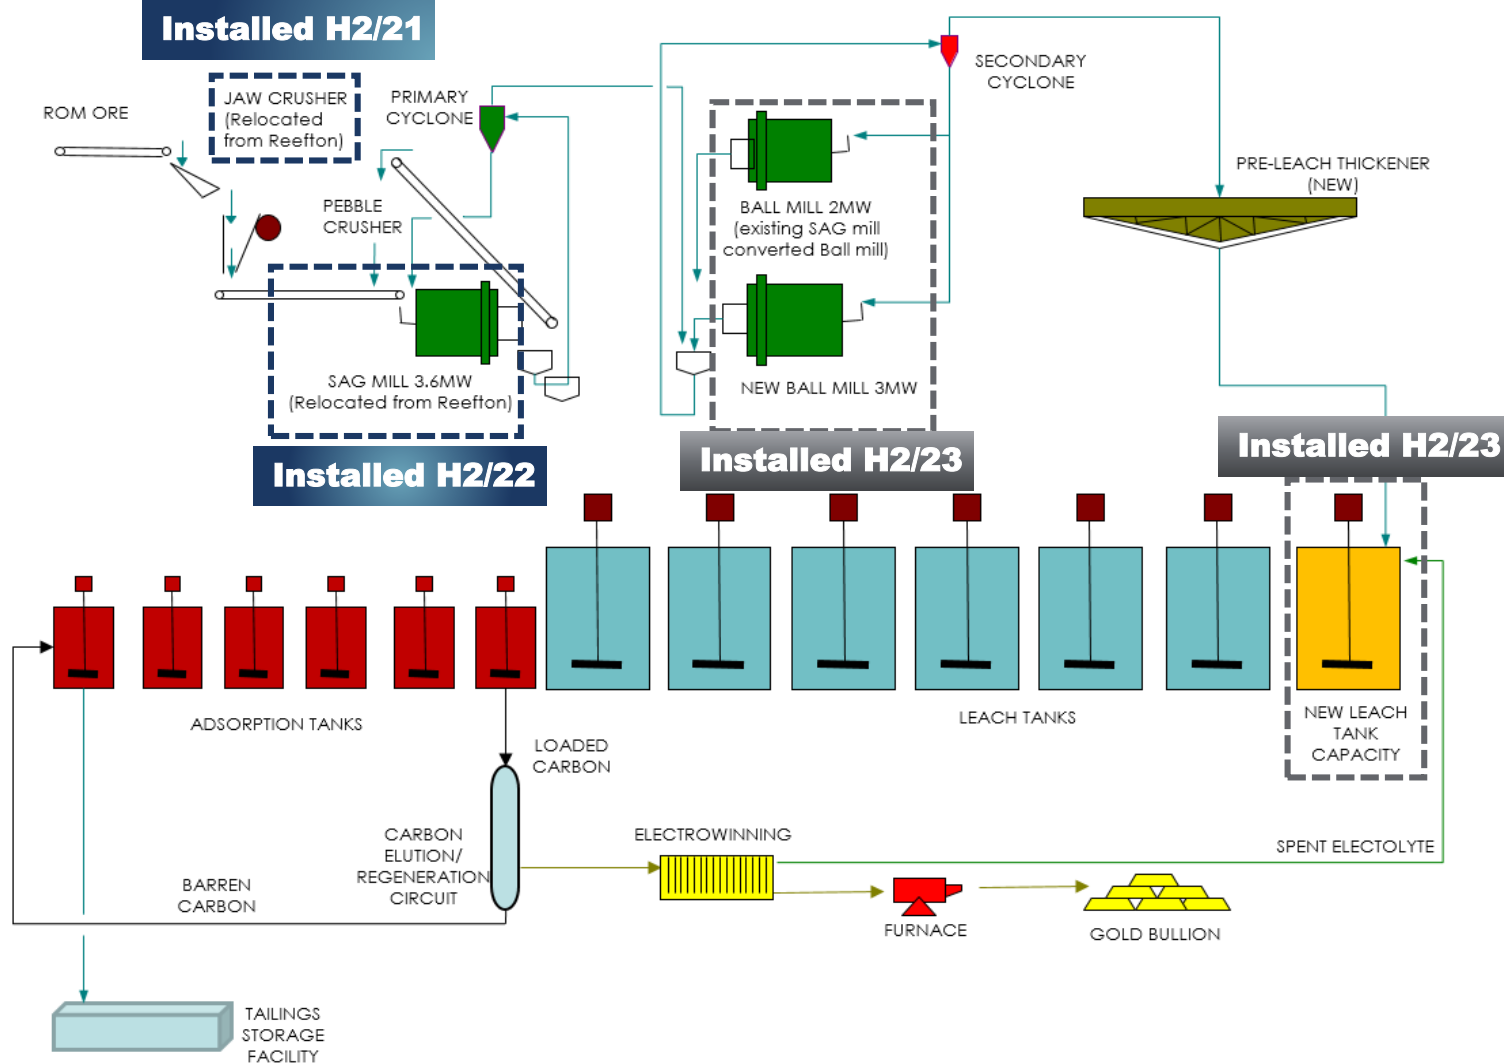 Installed H2/21
ROM ORE
JAW CRUSHER
(Relocated
from Reefton)
PRIMARY
CYCLONE
SECONDARY
CYCLONE
PEBBLE
CRUSHER
BALL MILL 2MW
(existing SAG mill
converted Ball mill)
PRE-LEACH THICKENER
(NEW)
SAG MILL 3.6MW
(Relocated from Reefton)
NEW BALL MILL 3MW
Installed H2/22
Installed H2/23
Installed H2/23
ADSORPTION TANKS
LEACH TANKS
NEW LEACH
TANK
CAPACITY
LOADED
CARBON
CARBON
ELUTION/
REGENERATION
CIRCUIT
ELECTROWINNING
SPENT ELECTOLYTE
BARREN
CARBON
FURNACE
GOLD BULLION
TAILINGS
STORAGE
FACILITY